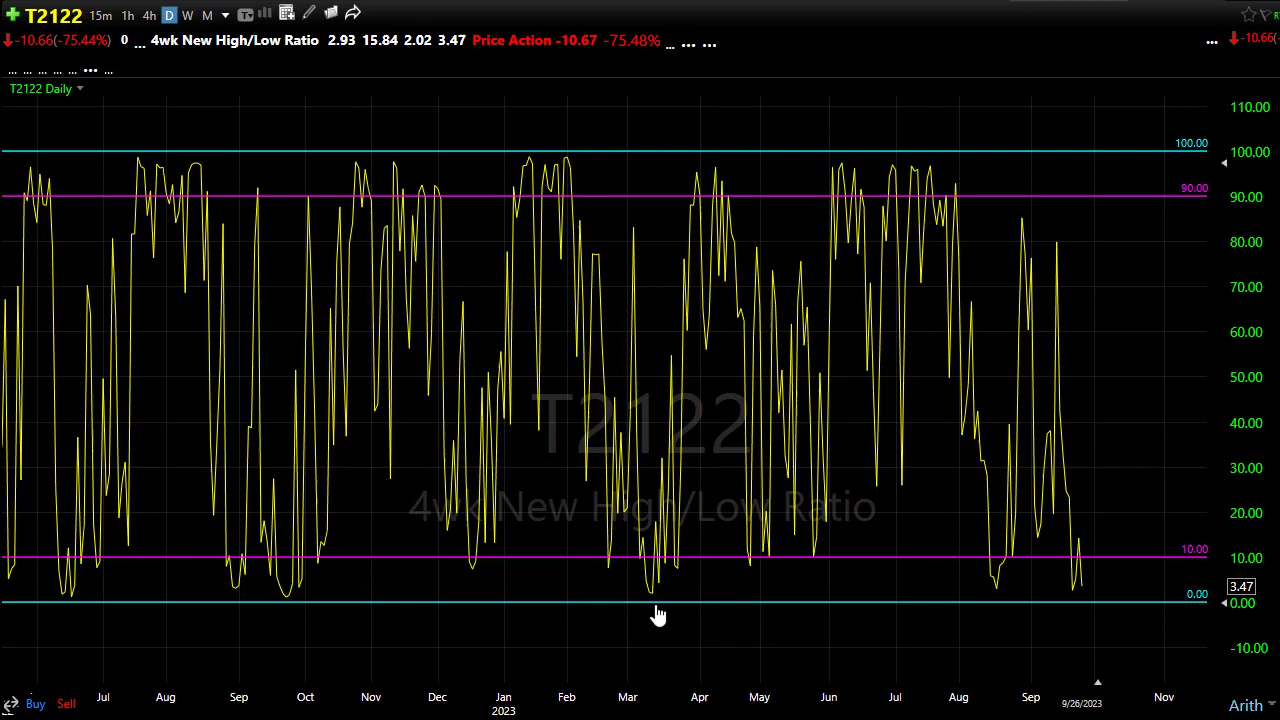 T2122 15m 1h 4h D W M
-10.66(-75.44%) 0 ... 4wk New High/Low Ratio 2.93 15.84 2.02 3.47 Price Action -10.67 -75.48% ... ... ... ... -10.66(-
... ... ... ... ... ... ...
T2122 Daily
110.00
100.00 100.00
90.00 90.00
80.00
70.00
60.00
50.00
T2122
40.00
30.00
4wk New High/Low Ratio
20.00
10.00 10.00
0.00 3.47
0.00
-10.00
Jul Aug Sep Oct Nov Dec Jan Feb Mar Apr May Jun Jul Aug Sep 9/26/2023 Nov
Buy Sell 2023 Arith